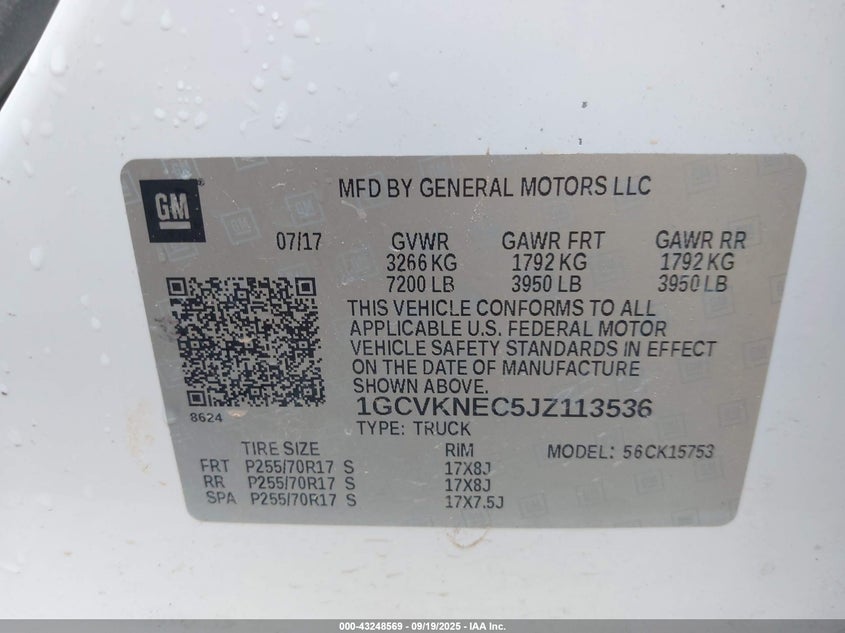 GM
MFD BY GENERAL MOTORS LLC
07/17 GVWR GAWR FRT GAWR RR
3266 KG 1792 KG 1792 KG
7200 LB 3950 LB 3950 LB
THIS VEHICLE CONFORMS TO ALL
APPLICABLE U.S. FEDERAL MOTOR
VEHICLE SAFETY STANDARDS IN EFFECT
ON THE DATE OF MANUFACTURE
SHOWN ABOVE.
1GCVKNEC5JZ113536
8624
TYPE: TRUCK
TIRE SIZE RIM MODEL: 56CK15753
FRT P255/70R17 S 17X8J
RR P255/70R17 S 17X8J
SPA P255/70R17 S 17X7.5J
000-43248569 - 09/19/2025 - IAA Inc.